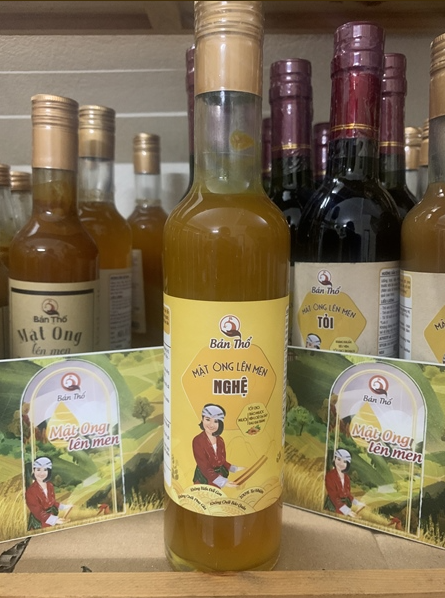 Bản Thổ
MẬT ONG LÊN MEN
NGHỆ
Bản Thổ
Mật Ong
lên men
Bản Thổ
MẬT ONG LÊN MEN
TỎI
Bản Thổ
Mật Ong
lên men
Bản Thổ
Mật Ong
lên men